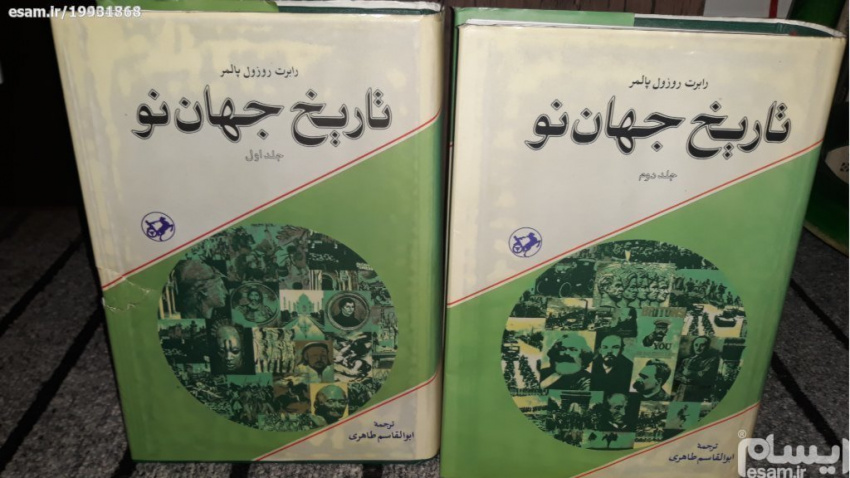 esam.ir/19931868
رابرت روزول پالمر
تاریخ جهان نو
جلد اول
ترجمهٔ
ابوالقاسم طاهری
رابرت روزول پالمر
تاریخ جهان نو
جلد دوم
YOU
ترجمهٔ
ابوالقاسم طاهری
ایسام
esam.ir